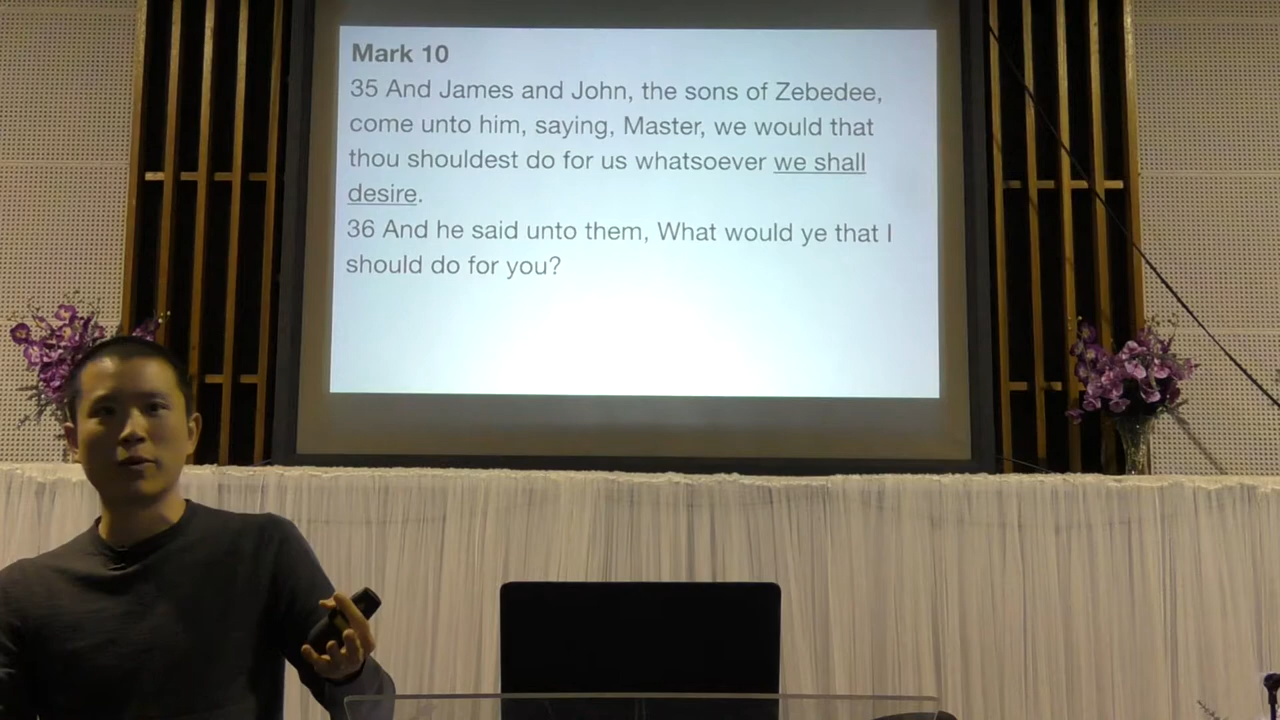 Mark 10
35 And James and John, the sons of Zebedee,
come unto him, saying, Master, we would that
thou shouldest do for us whatsoever we shall
desire.
36 And he said unto them, What would ye that I
should do for you?